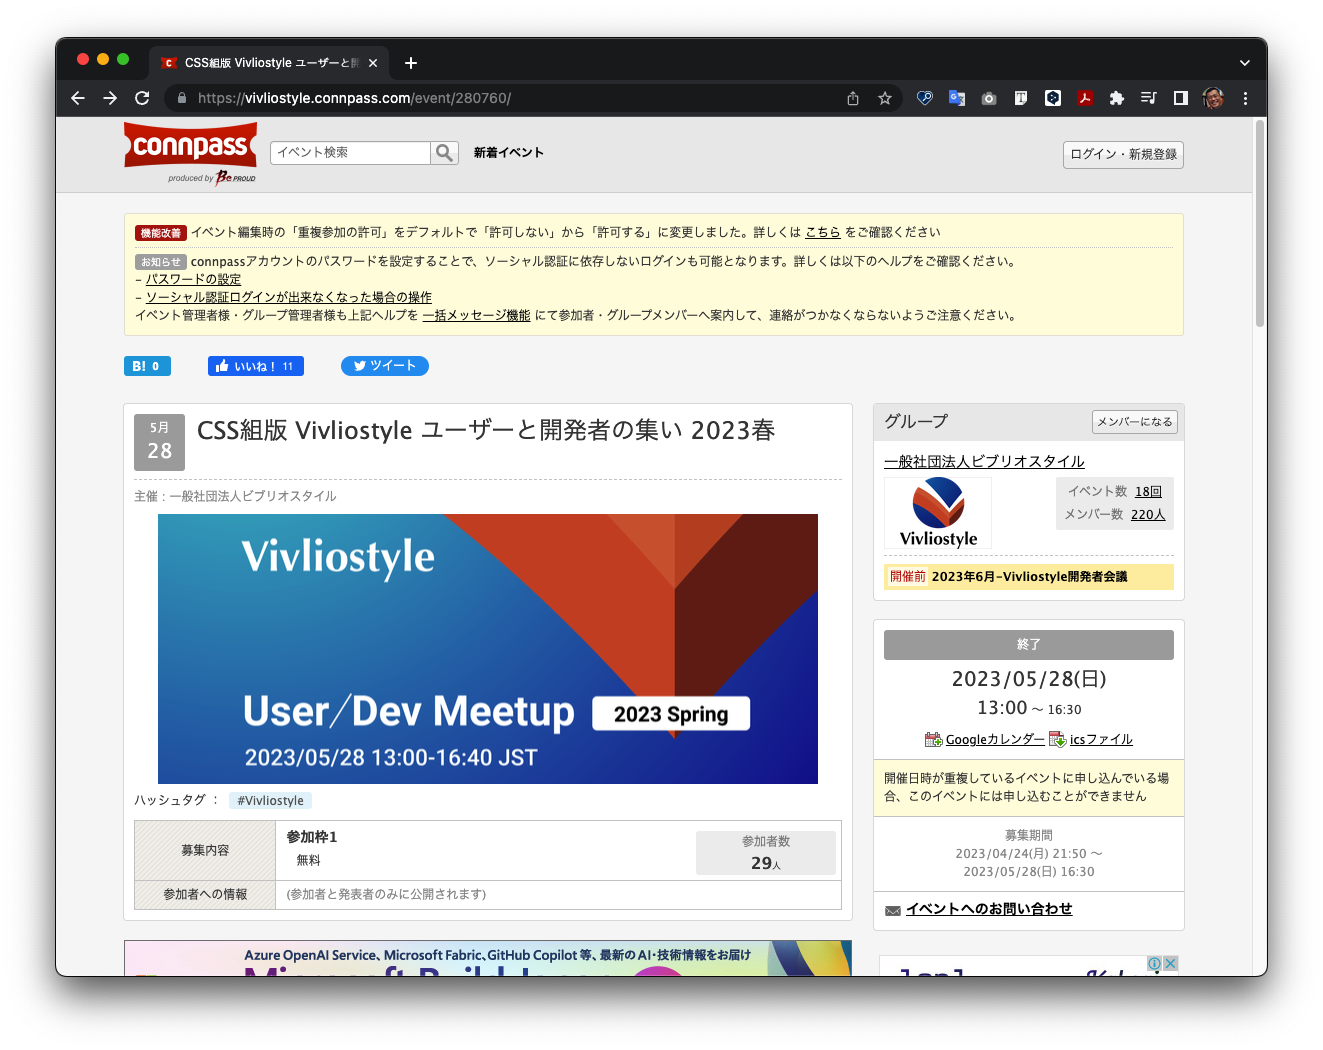 CSS組版 Vivliostyle ユーザーと
https://vivliostyle.connpass.com/event/280760/
connpass
produced by Be PROUD
イベント検索
新着イベント
ログイン・新規登録
機能改善 イベント編集時の「重複参加の許可」をデフォルトで「許可しない」から「許可する」に変更しました。詳しくは こちら をご確認ください
お知らせ connpassアカウントのパスワードを設定することで、ソーシャル認証に依存しないログインも可能となります。詳しくは以下のヘルプをご確認ください。
– パスワードの設定
– ソーシャル認証ログインが出来なくなった場合の操作
イベント管理者様・グループ管理者様も上記ヘルプを 一括メッセージ機能 にて参加者・グループメンバーへ案内して、連絡がつかなくならないようご注意ください。
B! 0
いいね！ 11
ツイート
5月
28
CSS組版 Vivliostyle ユーザーと開発者の集い 2023春
主催 : 一般社団法人ビブリオスタイル
Vivliostyle
User/Dev Meetup
2023 Spring
2023/05/28 13:00-16:40 JST
ハッシュタグ ： #Vivliostyle
募集内容
参加枠1
無料
参加者数
29人
参加者への情報
(参加者と発表者のみに公開されます)
Azure OpenAI Service、Microsoft Fabric、GitHub Copilot 等、最新の AI・技術情報をお届け
Microsoft Build Japan
グループ
メンバーになる
一般社団法人ビブリオスタイル
Vivliostyle
イベント数 18回
メンバー数 220人
開催前 2023年6月–Vivliostyle開発者会議
終了
2023/05/28(日)
13:00 ～ 16:30
Googleカレンダー icsファイル
開催日時が重複しているイベントに申し込んでいる場
合、このイベントには申し込むことができません
募集期間
2023/04/24(月) 21:50 ～
2023/05/28(日) 16:30
イベントへのお問い合わせ